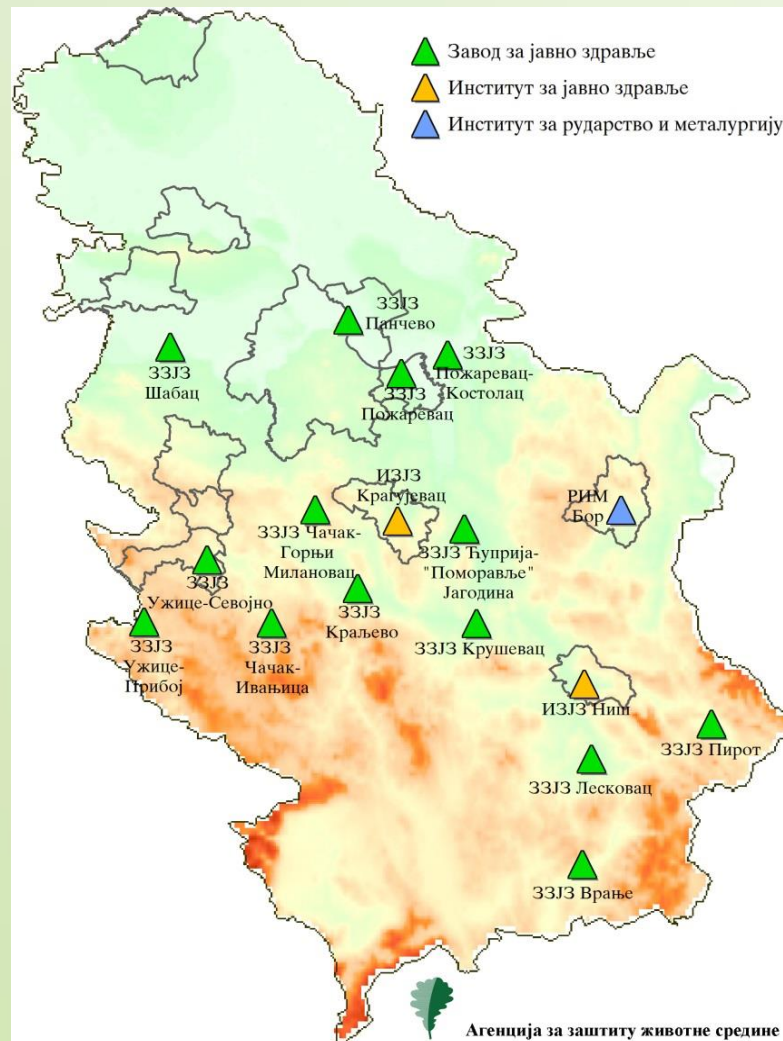 Завод за јавно здравље
Институт за јавно здравље
Институт за рударство и металургију
ЗЗЈЗ
Панчево
ЗЗЈЗ
Шабац
ЗЗЈЗ
Пожаревац-
Костолац
ЗЗЈЗ
Пожаревац
ИЗЈЗ
Крагујевац
РИМ
Бор
ЗЗЈЗ Чачак-
Горњи
Милановац
ЗЗЈЗ Ћуприја-
"Поморавље"
Јагодина
ЗЗЈЗ
Ужице-Севојно
ЗЗЈЗ
Краљево
ЗЗЈЗ
Ужице-
Прибој
ЗЗЈЗ
Чачак-
Ивањица
ЗЗЈЗ Крушевац
ИЗЈЗ Ниш
ЗЗЈЗ Пирот
ЗЗЈЗ Лесковац
ЗЗЈЗ Врање
Агенција за заштиту животне средине